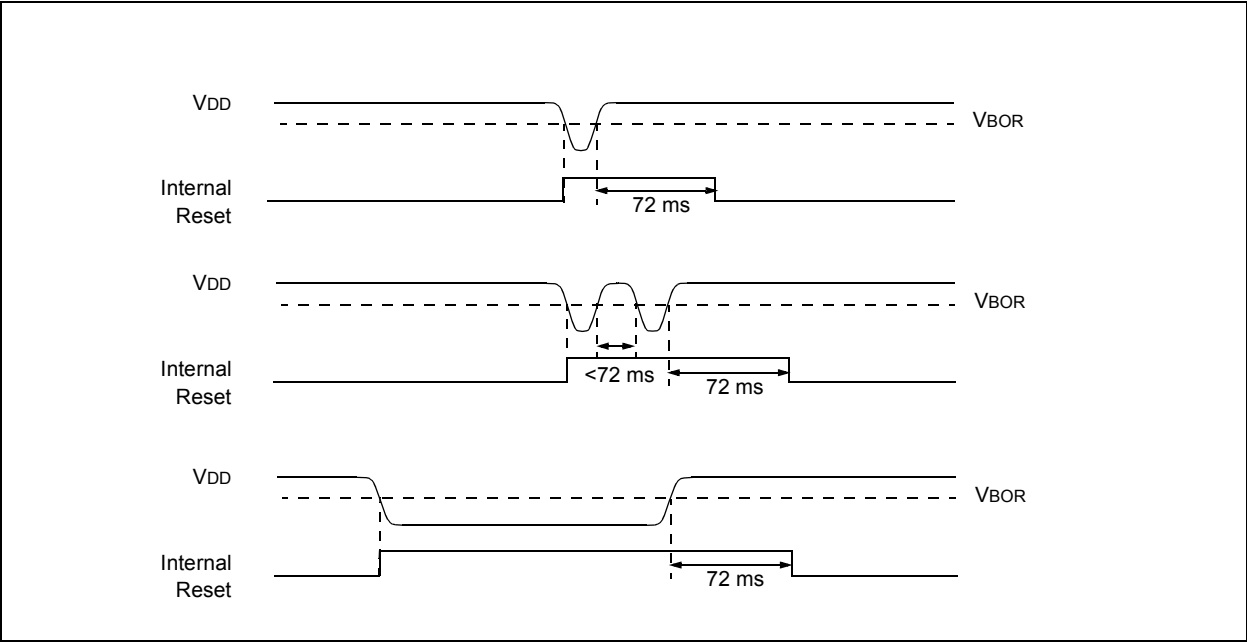 VDD
VBOR
Internal
Reset
72 ms
VDD
VBOR
Internal
Reset
<72 ms
72 ms
VDD
VBOR
Internal
Reset
72 ms